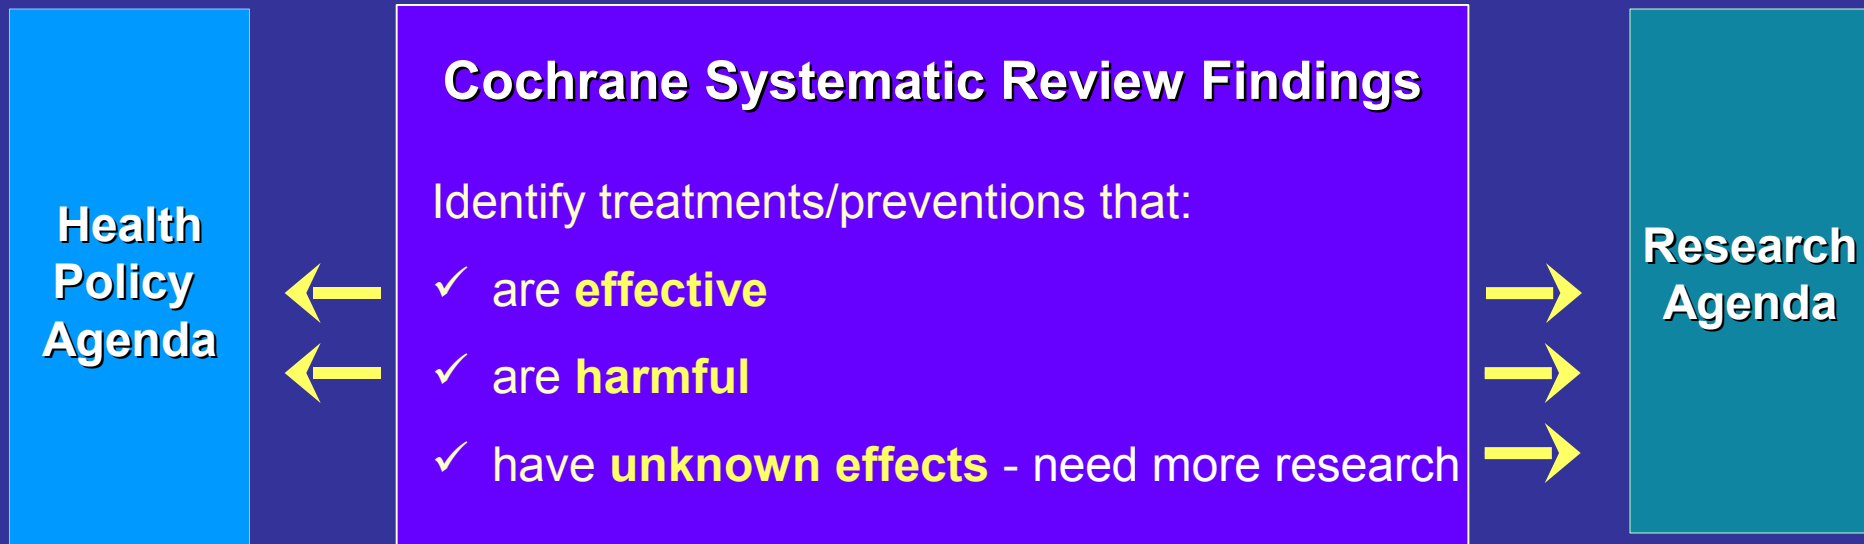 Health
Policy
Agenda
Cochrane Systematic Review Findings
Identify treatments/preventions that:
✓ are effective
✓ are harmful
✓ have unknown effects - need more research
Research
Agenda